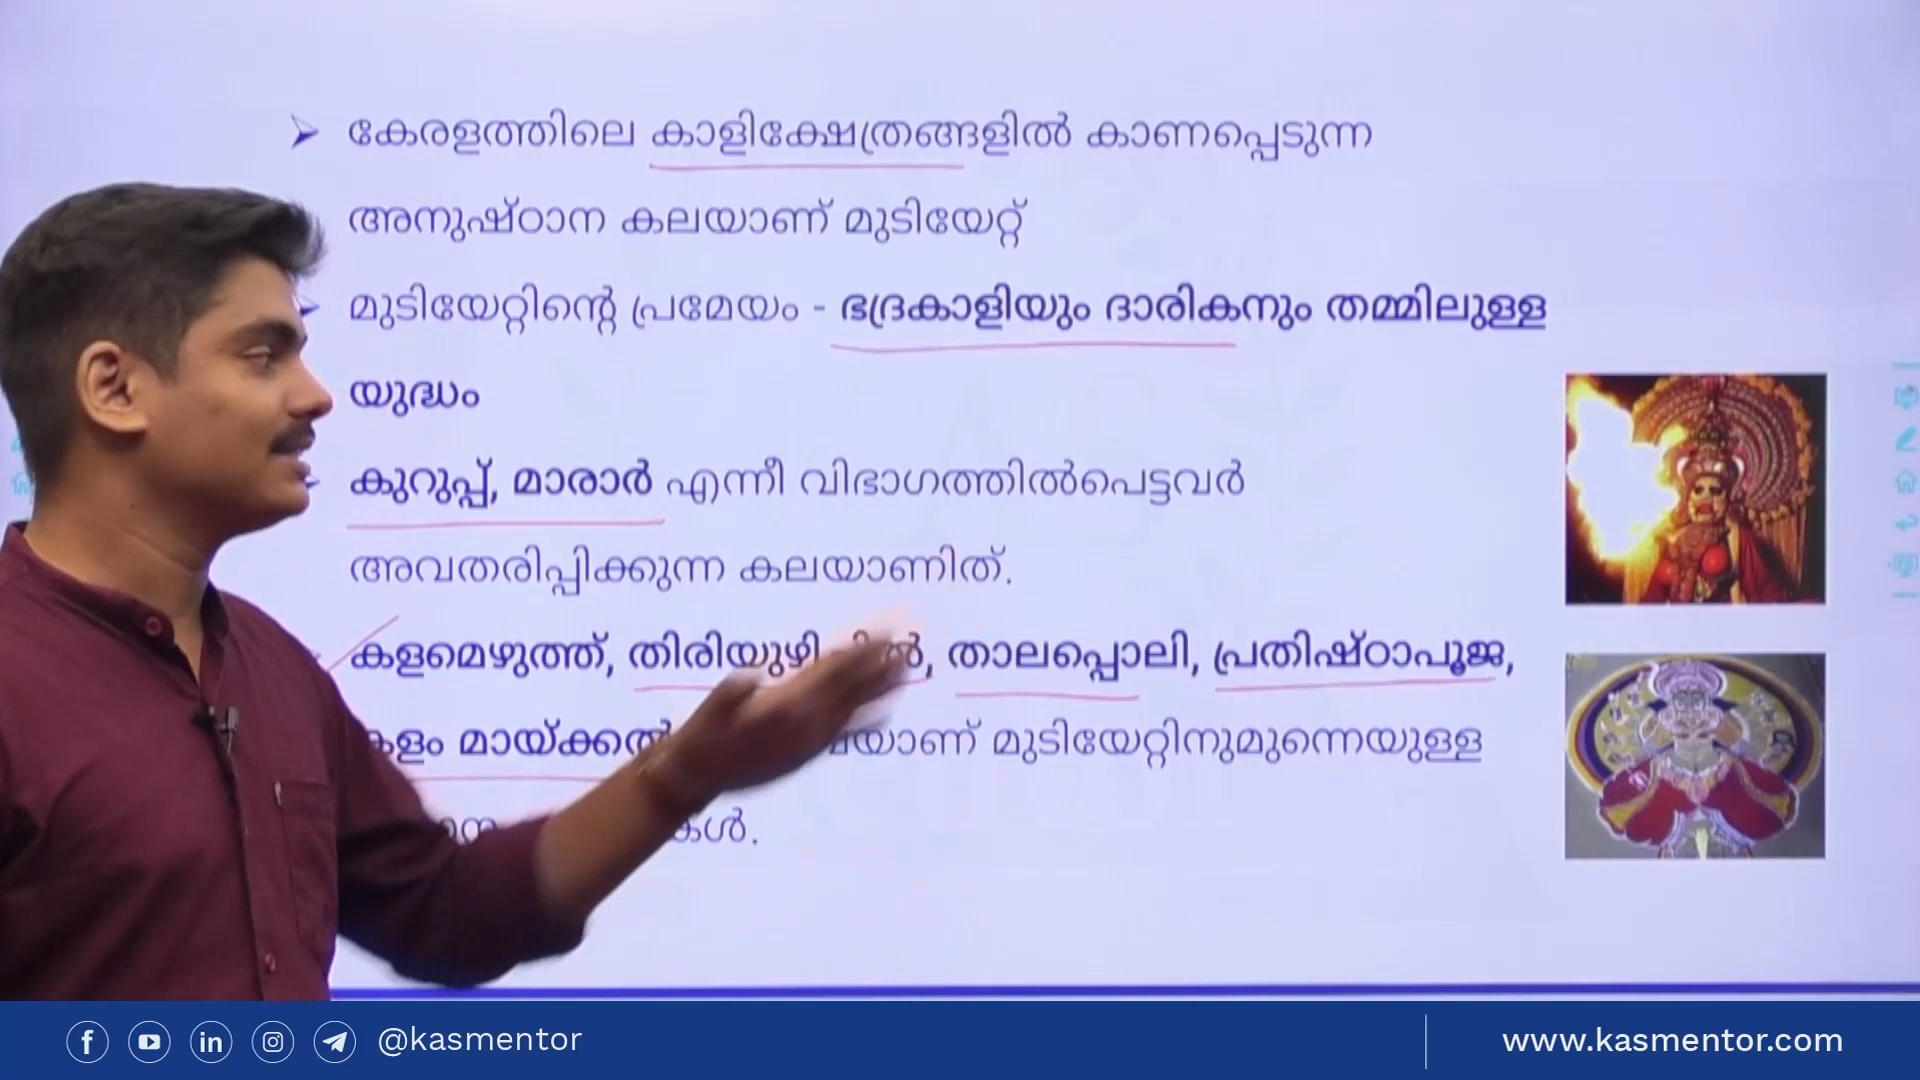 കേരളത്തിലെ കാളിക്ഷേത്രങ്ങളിൽ കാണപ്പെടുന്ന
അനുഷ്ഠാന കലയാണ് മുടിയേറ്റ്
മുടിയേറ്റിന്റെ പ്രമേയം - ഭദ്രകാളിയും ദാരികനും തമ്മിലുള്ള
യുദ്ധം
കുറുപ്പ്, മാരാർ എന്നീ വിഭാഗത്തിൽപെട്ടവർ
അവതരിപ്പിക്കുന്ന കലയാണിത്.
കളമെഴുത്ത്, താലപ്പൊലി, പ്രതിഷ്ഠാപൂജ,
കളം മായ്ക്കൽ മുടിയേറ്റിനുമുന്നെയുള്ള
@kasmentor
www.kasmentor.com